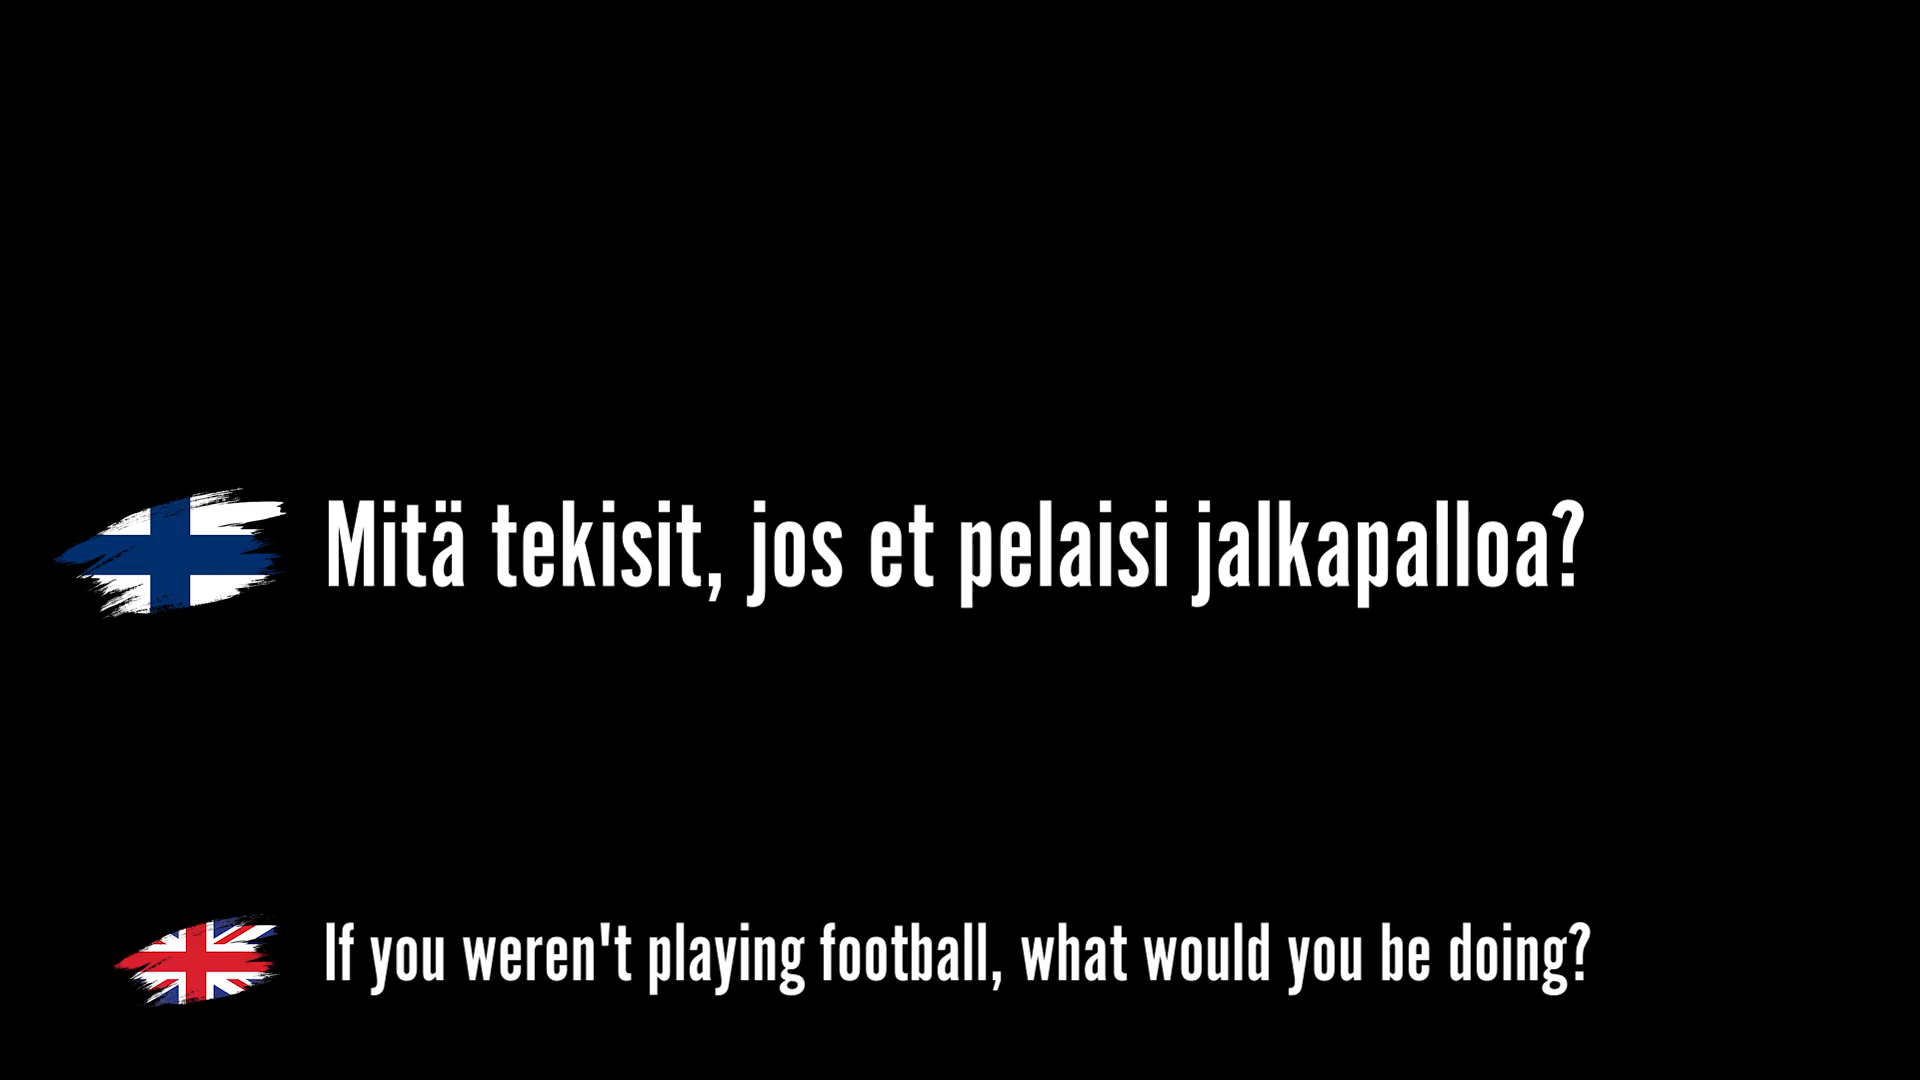 Mitä tekisit, jos et pelaisi jalkapalloa?
If you weren't playing football, what would you be doing?